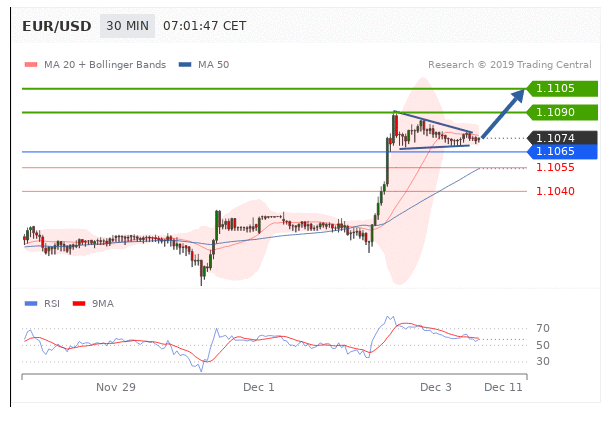 EUR/USD 30 MIN 07:01:47 CET
MA 20 + Bollinger Bands MA 50 Research © 2019 Trading Central
1.1105
1.1090
1.1074
1.1065
1.1055
1.1040
RSI 9MA
70
50
30
Nov 29 Dec 1 Dec 3 Dec 11